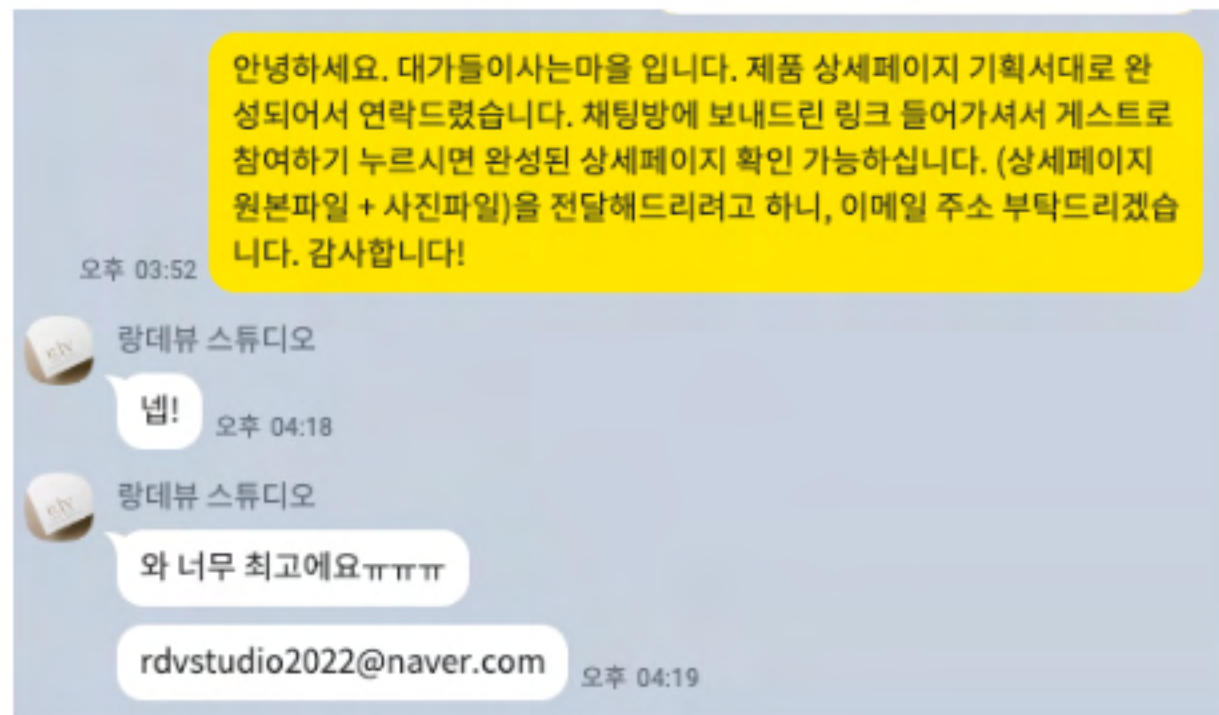 안녕하세요. 대가들이사는마을 입니다. 제품 상세페이지 기획서대로 완
성되어서 연락드렸습니다. 채팅방에 보내드린 링크 들어가셔서 게스트로
참여하기 누르시면 완성된 상세페이지 확인 가능하십니다. (상세페이지
원본파일 + 사진파일)을 전달해드리려고 하니, 이메일 주소 부탁드리겠습
니다. 감사합니다!
오후 03:52
랑데뷰 스튜디오
넵!
오후 04:18
랑데뷰 스튜디오
와 너무 최고에요ㅠㅠㅠ
rdvstudio2022@naver.com
오후 04:19